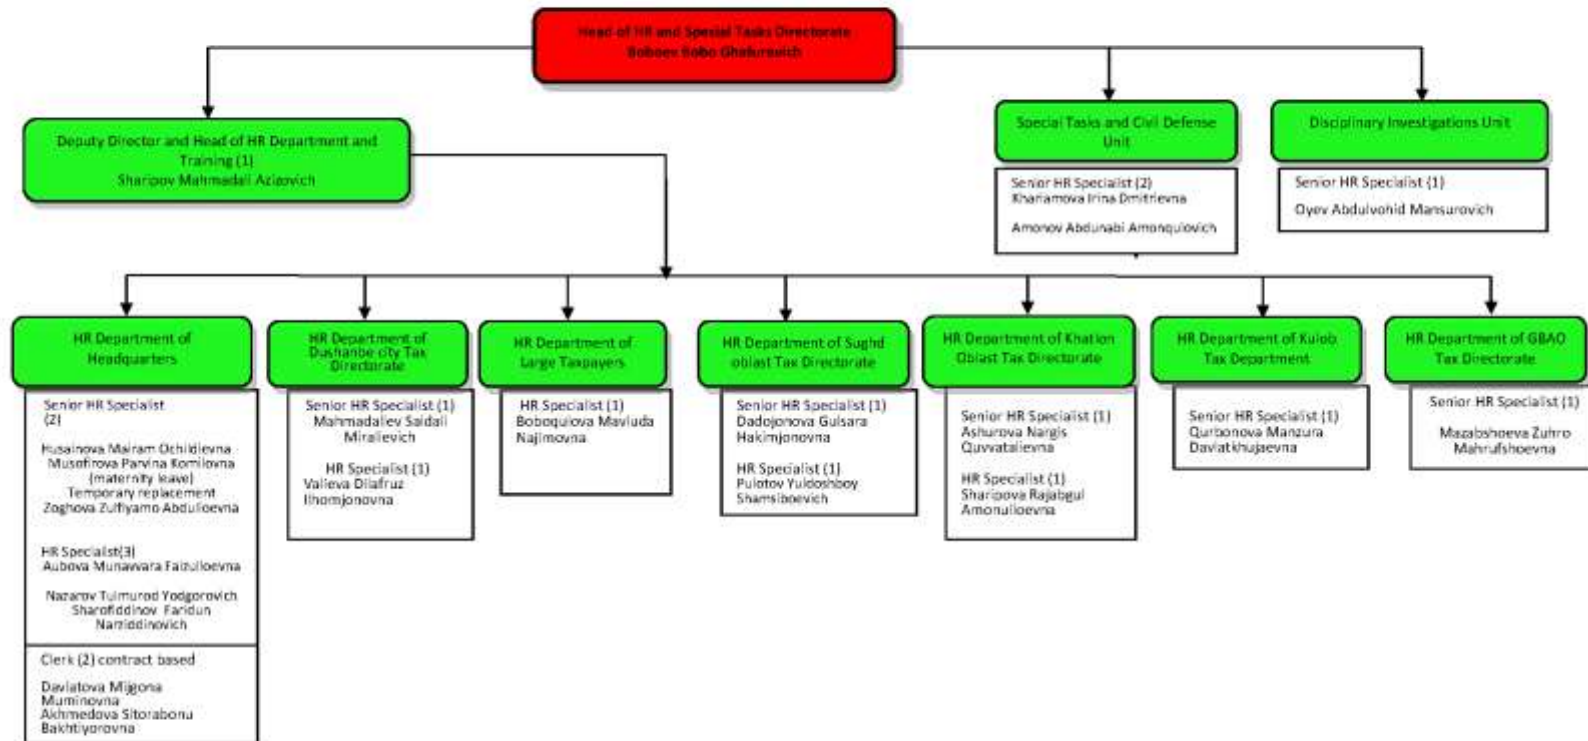 Head of HR and Special Tasks Directorate
Boboev Bobo Ghafurovich
Deputy Director and Head of HR Department and
Training (1)
Sharipov Mahmadali Azizovich
Special Tasks and Civil Defense
Unit
Senior HR Specialist (2)
Khariamova Irina Dmitrievna
Amonov Abdunabi Amonqulovich
Disciplinary Investigations Unit
Senior HR Specialist (1)
Oyev Abdulvohid Mansurovich
HR Department of
Headquarters
Senior HR Specialist
(2)
Husainova Mairam Ochildievna
Musofirova Parvina Komilovna
(maternity leave)
Temporary replacement
Zoghova Zulfiyamo Abdulloevna
HR Specialist(3)
Aubova Munavvara Faizulloevna
Nazarov Tulmurod Yodgorovich
Sharofiddinov Faridun
Narziddinovich
Clerk (2) contract based
Davlatova Mijgona
Muminovna
Akhmedova Sitorabonu
Bakhtiyorovna
HR Department of
Dushanbe city Tax
Directorate
Senior HR Specialist (1)
Mahmadaliev Saidali
Miralievich
HR Specialist (1)
Valieva Dilafruz
Ilhomjonovna
HR Department of
Large Taxpayers
HR Specialist (1)
Boboqulova Mavluda
Najimovna
HR Department of Sughd
oblast Tax Directorate
Senior HR Specialist (1)
Dadojonova Gulsara
Hakimjonovna
HR Specialist (1)
Pulotov Yuldoshboy
Shamsiboevich
HR Department of Khatlon
Oblast Tax Directorate
Senior HR Specialist (1)
Ashurova Nargis
Quvvatalievna
HR Specialist (1)
Sharipova Rajabgul
Amonulloevna
HR Department of Kulob
Tax Department
Senior HR Specialist (1)
Qurbonova Manzura
Davlatkhujaevna
HR Department of GBAO
Tax Directorate
Senior HR Specialist (1)
Mazabshoeva Zuhro
Mahrufshoevna